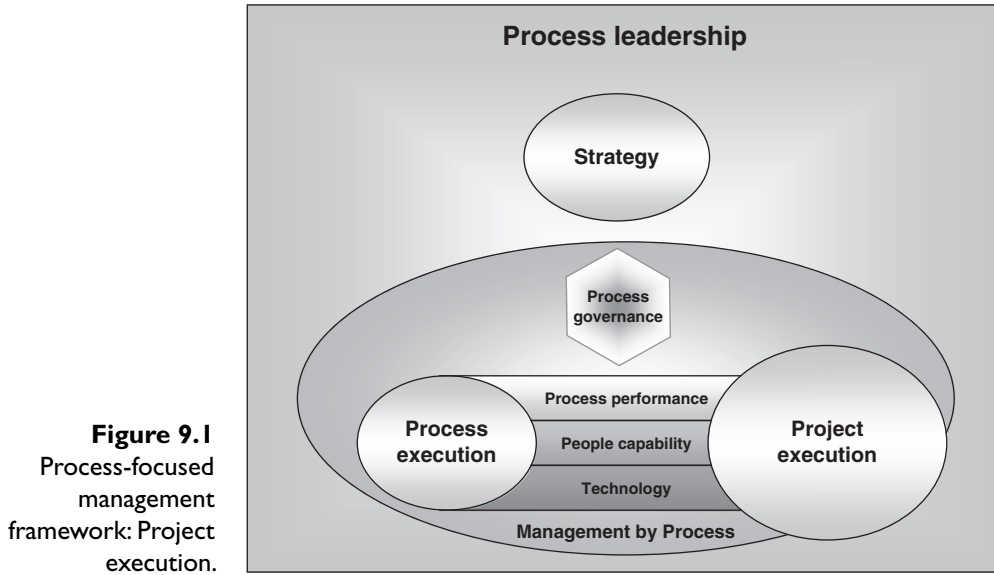 Process leadership
Strategy
Process
governance
Process performance
Process
execution
People capability
Project
execution
Technology
Management by Process
Figure 9.1
Process-focused
management
framework: Project
execution.